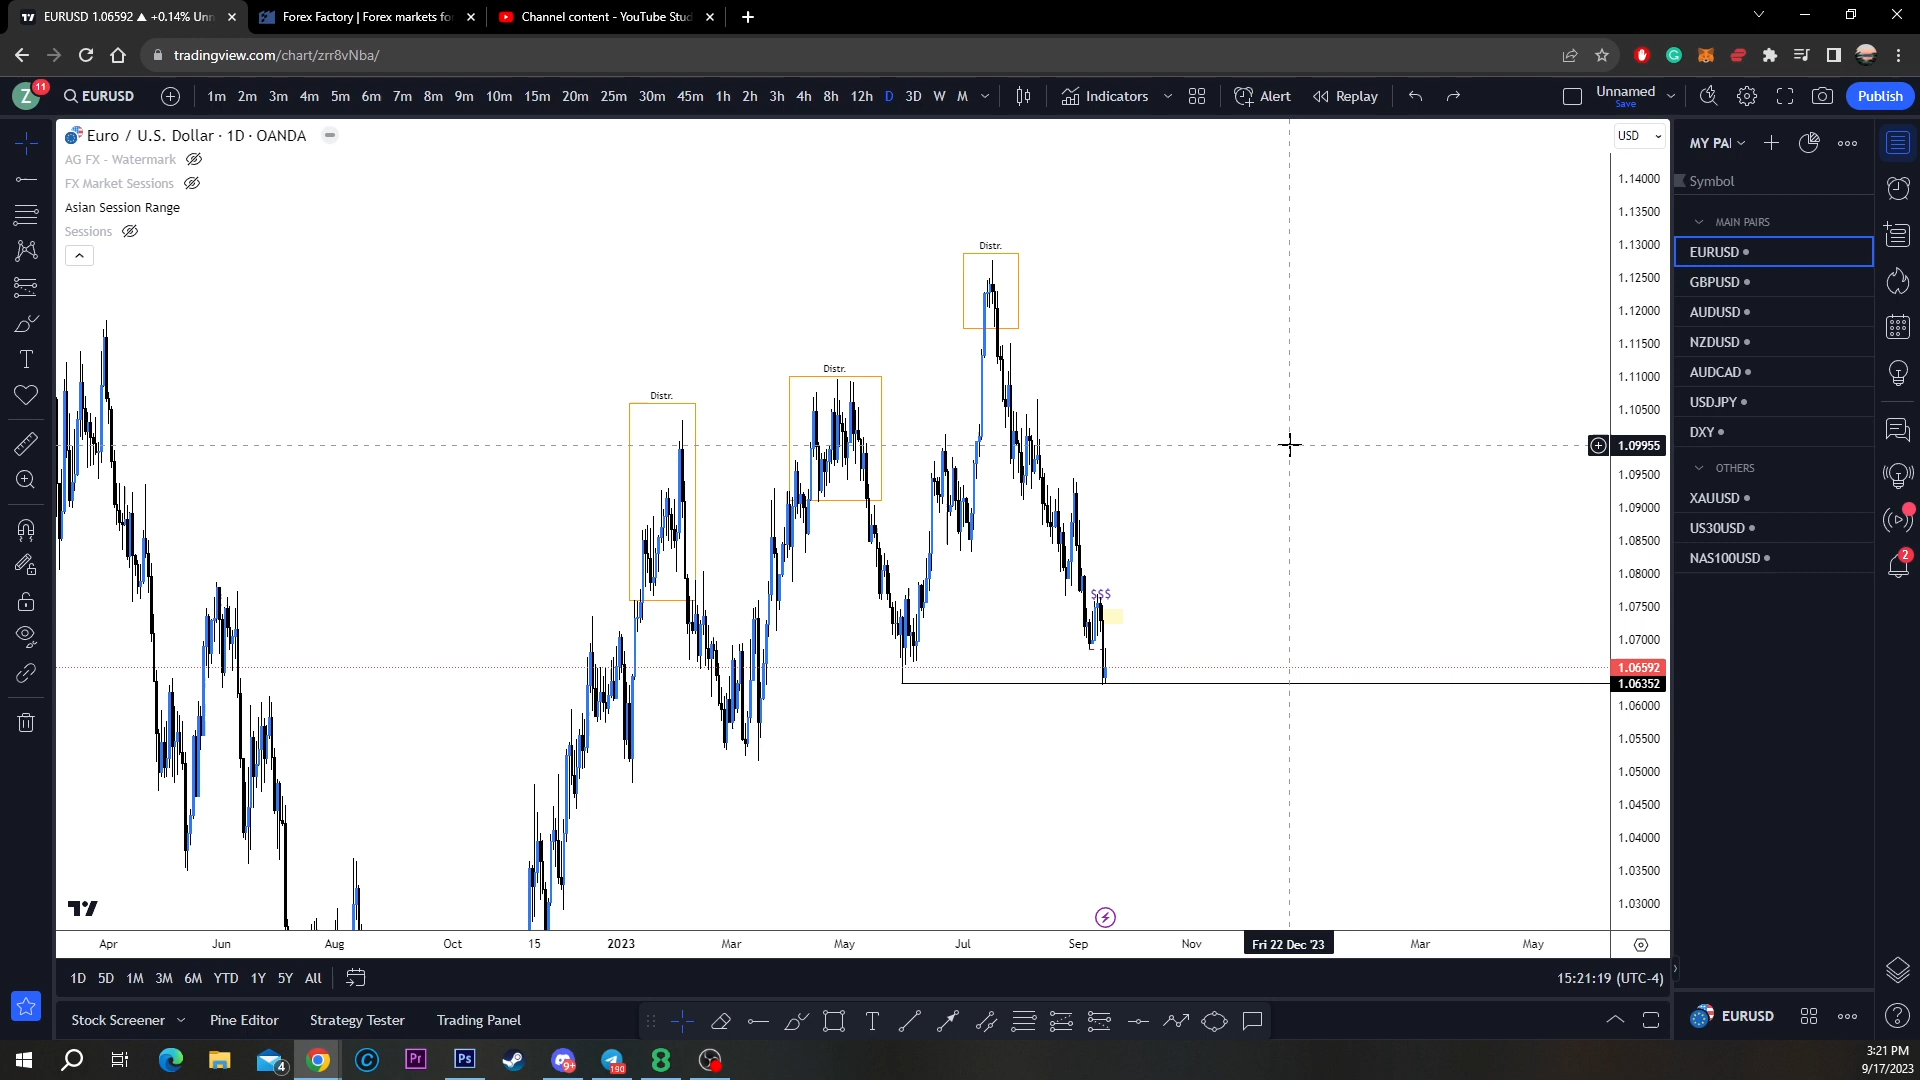 EURUSD 1.06592 ▲ +0.14% Unn
Forex Factory | Forex markets for
Channel content - YouTube Stud
tradingview.com/chart/zrr8vNba/
Z
11
EURUSD
1m 2m 3m 4m 5m 6m 7m 8m 9m 10m 15m 20m 25m 30m 45m 1h 2h 3h 4h 8h 12h D 3D W M
Indicators
Alert
Replay
Unnamed
Save
Publish
Euro / U.S. Dollar · 1D · OANDA
AG FX - Watermark
FX Market Sessions
Asian Session Range
Sessions
USD
Distr.
Distr.
Distr.
$$$
1.14000
1.13500
1.13000
1.12500
1.12000
1.11500
1.11000
1.10500
1.09955
1.09500
1.09000
1.08500
1.08000
1.07500
1.07000
1.06592
1.06352
1.06000
1.05500
1.05000
1.04500
1.04000
1.03500
1.03000
Apr Jun Aug Oct 15 2023 Mar May Jul Sep Nov Fri 22 Dec '23 Mar May
1D 5D 1M 3M 6M YTD 1Y 5Y All
15:21:19 (UTC-4)
Stock Screener
Pine Editor
Strategy Tester
Trading Panel
MY PAI
Symbol
MAIN PAIRS
EURUSD
GBPUSD
AUDUSD
NZDUSD
AUDCAD
USDJPY
DXY
OTHERS
XAUUSD
US30USD
NAS100USD
2
EURUSD
4
Pr
Ps
9+
190
3:21 PM
9/17/2023